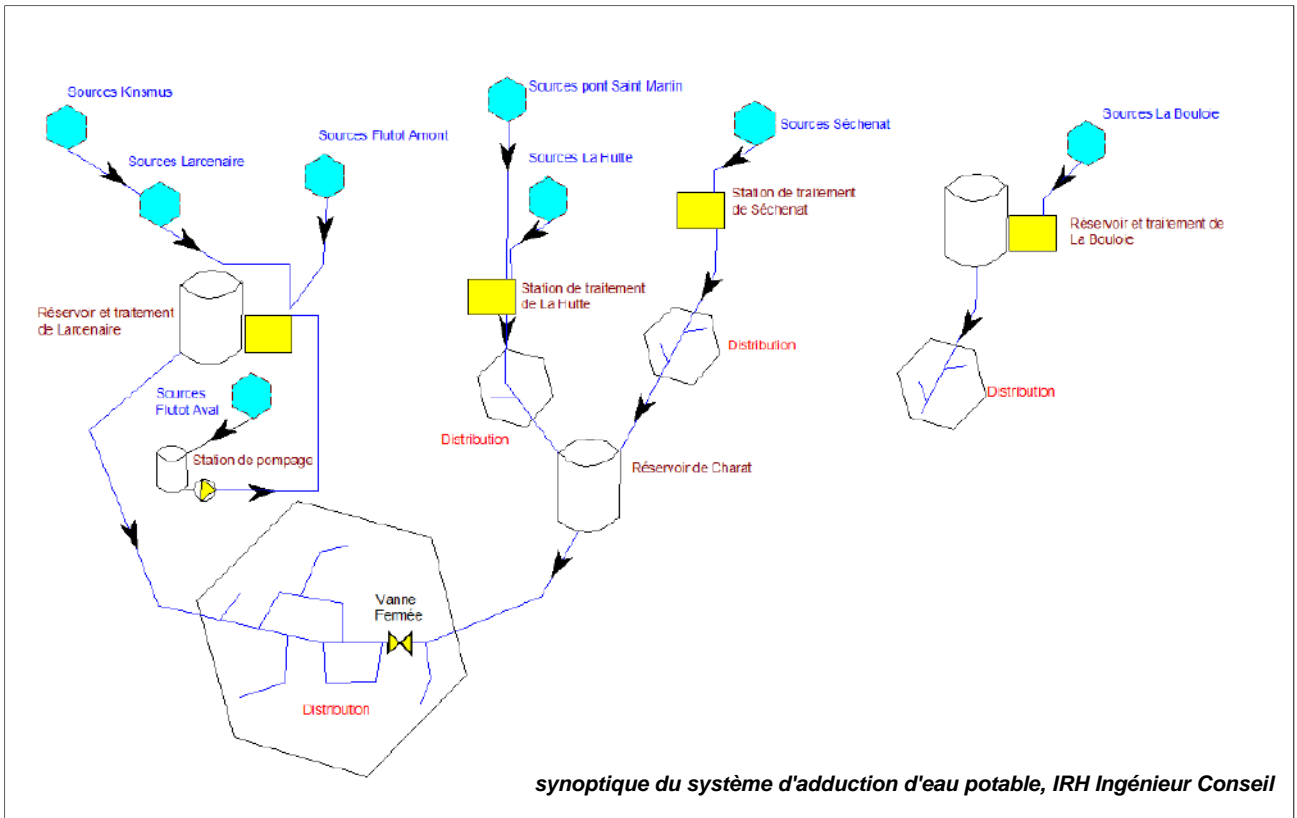 Sources Kinsmus
Sources Larcenaire
Sources Flutot Amont
Sources pont Saint Martin
Sources La Hutte
Sources Séchenat
Sources La Bouloie
Station de traitement
de Séchenat
Réservoir et traitement de
La Bouloie
Réservoir et traitement
de Larcenaire
Station de traitement
de La Hutte
Distribution
Sources
Flutot Aval
Distribution
Distribution
Station de pompage
Réservoir de Charat
Vanne
Fermée
Distribution
synoptique du système d'adduction d'eau potable, IRH Ingénieur Conseil